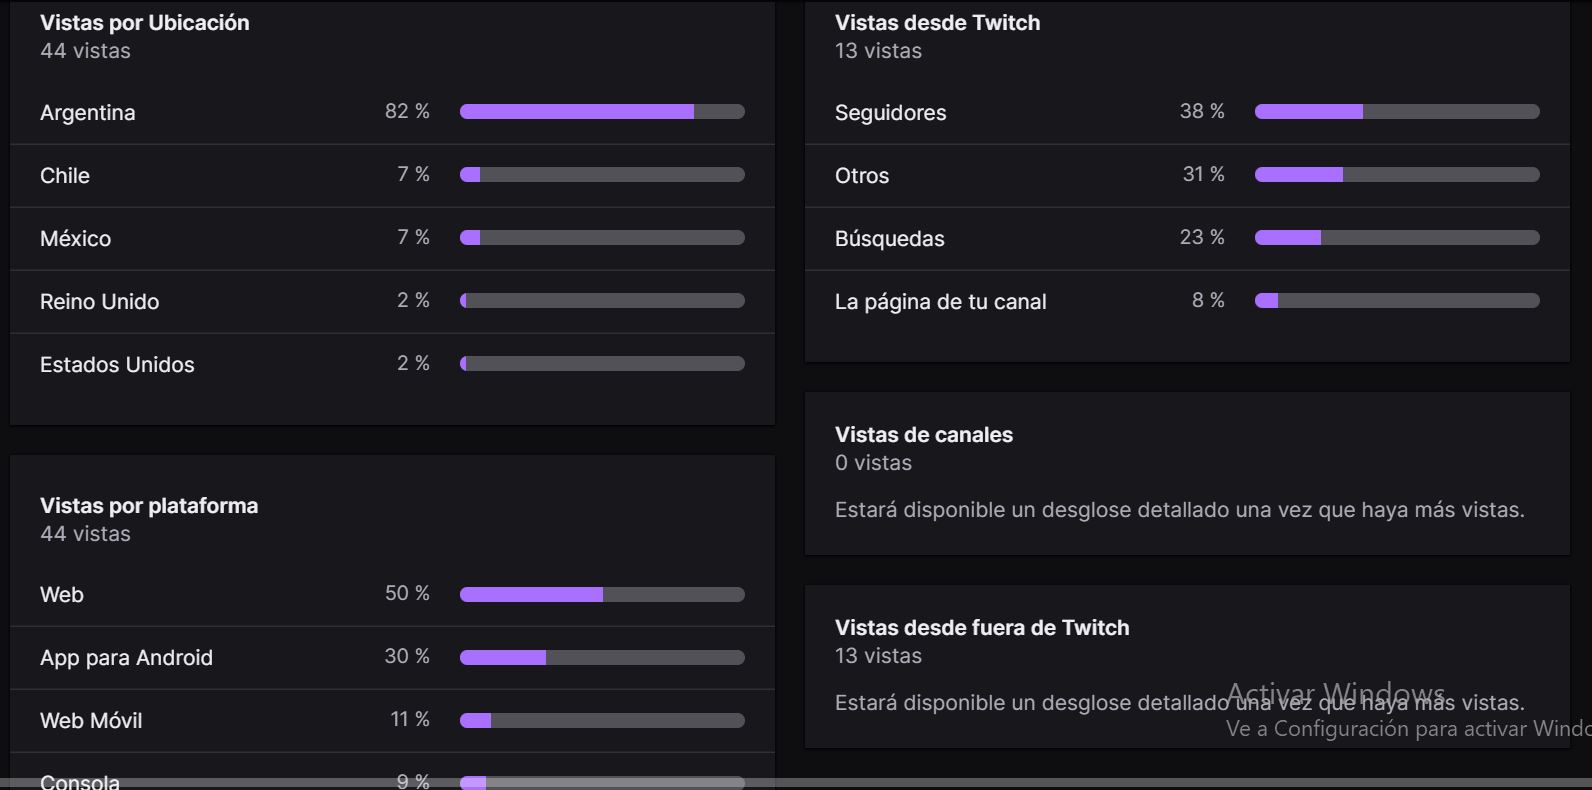 Vistas por Ubicación
44 vistas
Argentina 82 %
Chile 7 %
México 7 %
Reino Unido 2 %
Estados Unidos 2 %
Vistas por plataforma
44 vistas
Web 50 %
App para Android 30 %
Web Móvil 11 %
Consola 9 %
Vistas desde Twitch
13 vistas
Seguidores 38 %
Otros 31 %
Búsquedas 23 %
La página de tu canal 8 %
Vistas de canales
0 vistas
Estará disponible un desglose detallado una vez que haya más vistas.
Vistas desde fuera de Twitch
13 vistas
Estará disponible un desglose detallado una vez que haya más vistas.
Activar Windows
Ve a Configuración para activar Windo